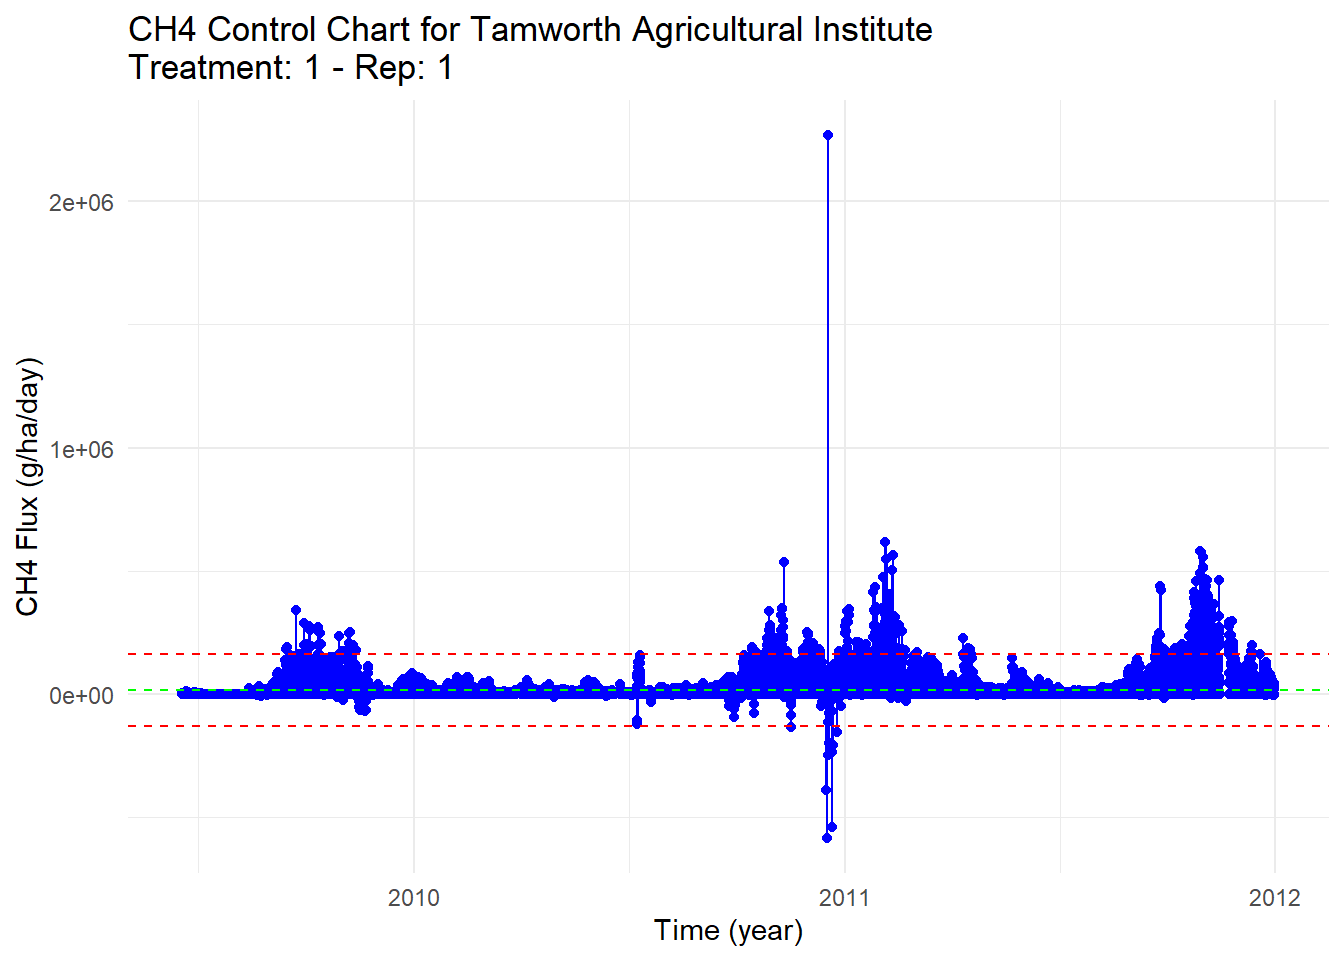 CH4 Control Chart for Tamworth Agricultural Institute
Treatment: 1 - Rep: 1
CH4 Flux (g/ha/day)
2e+06
1e+06
0e+00
2010
2011
2012
Time (year)